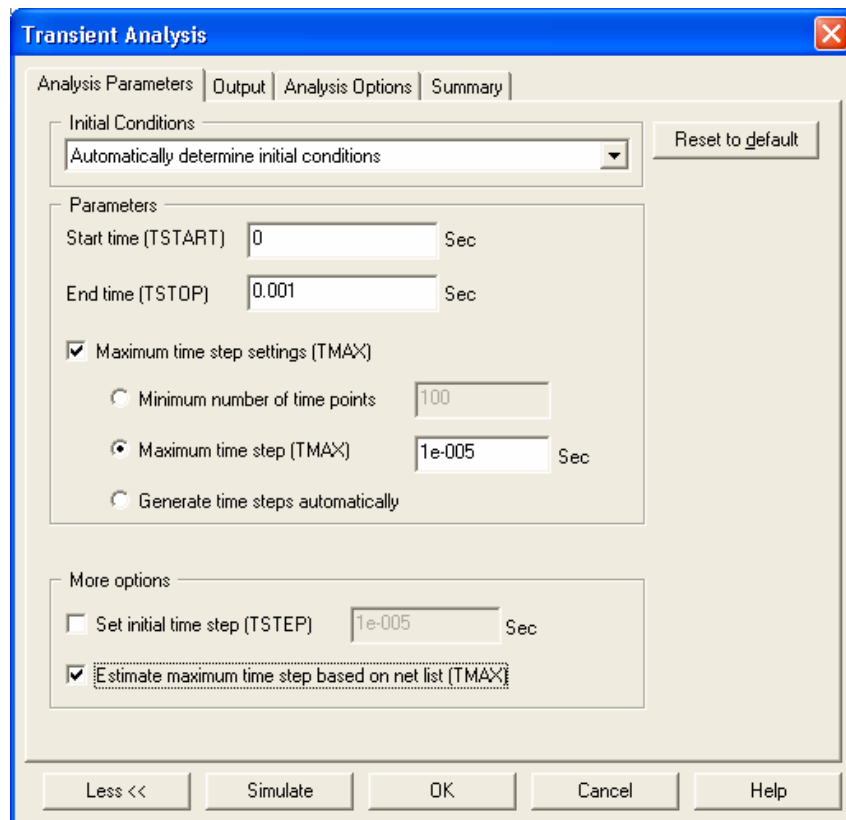 Transient Analysis
Analysis Parameters Output Analysis Options Summary
Initial Conditions
Automatically determine initial conditions
Reset to default
Parameters
Start time (TSTART) 0 Sec
End time (TSTOP) 0.001 Sec
Maximum time step settings (TMAX)
Minimum number of time points 100
Maximum time step (TMAX) 1e-005 Sec
Generate time steps automatically
More options
Set initial time step (TSTEP) 1e-005 Sec
Estimate maximum time step based on net list (TMAX)
Less << Simulate OK Cancel Help